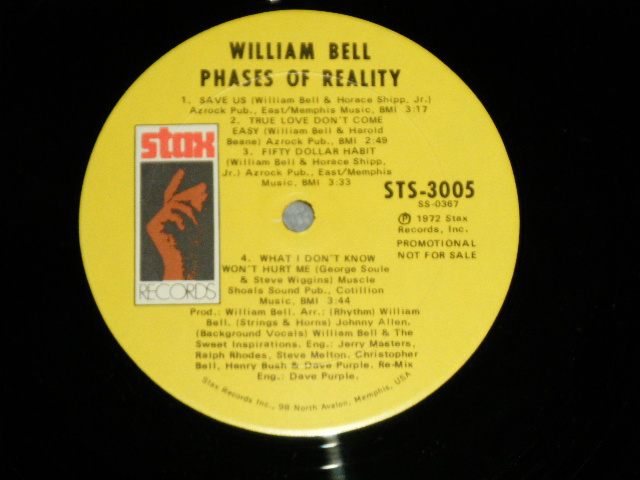 WILLIAM BELL
PHASES OF REALITY
1. SAVE US (William Bell & Horace Shipp, Jr.)
Azrock Pub., East/Memphis Music, BMI 3:17
2. TRUE LOVE DON'T COME
EASY (William Bell & Harold
Beane) Azrock Pub., BMI 2:49
3. FIFTY DOLLAR HABIT
(William Bell & Horace Shipp,
Jr.) Azrock Pub., East/Memphis
Music, BMI 3:33
stax
RECORDS
STS-3005
SS-0367
Ⓟ 1972 Stax
Records, Inc.
PROMOTIONAL
NOT FOR SALE
4. WHAT I DON'T KNOW
WON'T HURT ME (George Soule
& Steve Wiggins) Muscle
Shoals Sound Pub., Cotillion
Music, BMI 3:44
Prod.: William Bell. Arr.: (Rhythm) William
Bell, (Strings & Horns) Johnny Allen,
(Background Vocals) William Bell & The
Sweet Inspirations. Eng.: Jerry Masters,
Ralph Rhodes, Steve Melton, Christopher
Bell, Henry Bush & Dave Purple. Re-Mix
Eng.: Dave Purple.
Stax Records Inc., 98 North Avalon, Memphis, USA